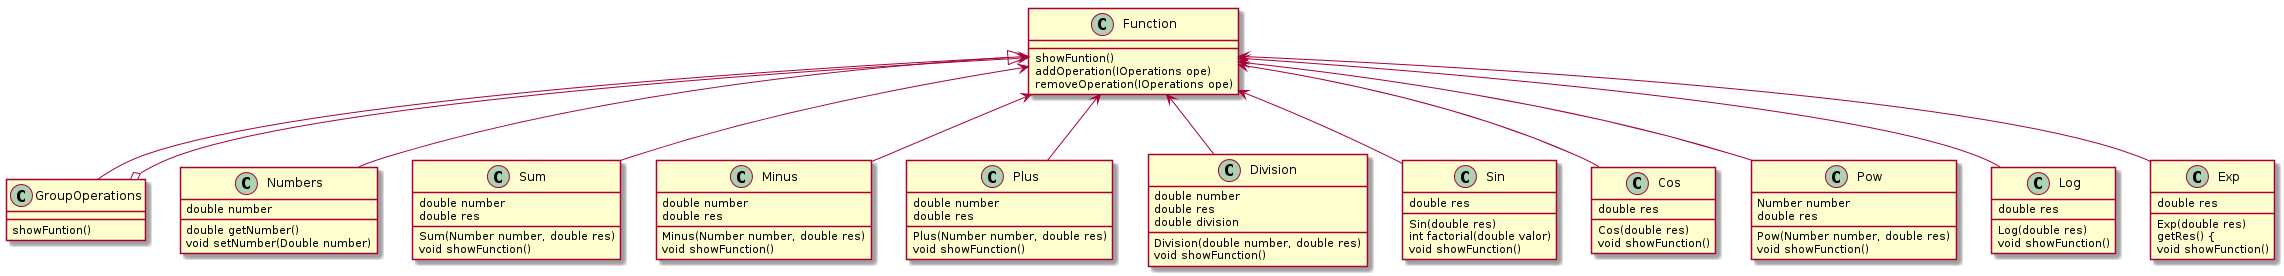 C Function
showFuntion()
addOperation(IOperations ope)
removeOperation(IOperations ope)
C GroupOperations
showFuntion()
C Numbers
double number
double getNumber()
void setNumber(Double number)
C Sum
double number
double res
Sum(Number number, double res)
void showFunction()
C Minus
double number
double res
Minus(Number number, double res)
void showFunction()
C Plus
double number
double res
Plus(Number number, double res)
void showFunction()
C Division
double number
double res
double division
Division(double number, double res)
void showFunction()
C Sin
double res
Sin(double res)
int factorial(double valor)
void showFunction()
C Cos
double res
Cos(double res)
void showFunction()
C Pow
Number number
double res
Pow(Number number, double res)
void showFunction()
C Log
double res
Log(double res)
void showFunction()
C Exp
double res
Exp(double res)
getRes() {
void showFunction()